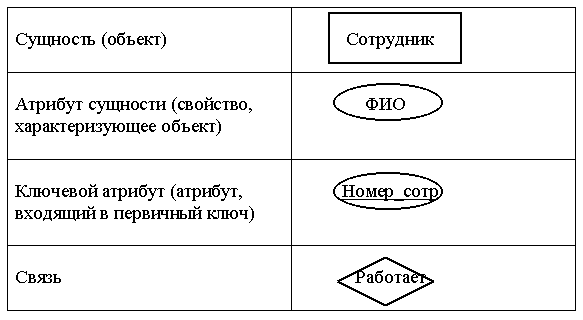 Сущность (объект)
Сотрудник
Атрибут сущности (свойство,
характеризующее объект)
ФИО
Ключевой атрибут (атрибут,
входящий в первичный ключ)
Номер_сотр
Связь
Работает